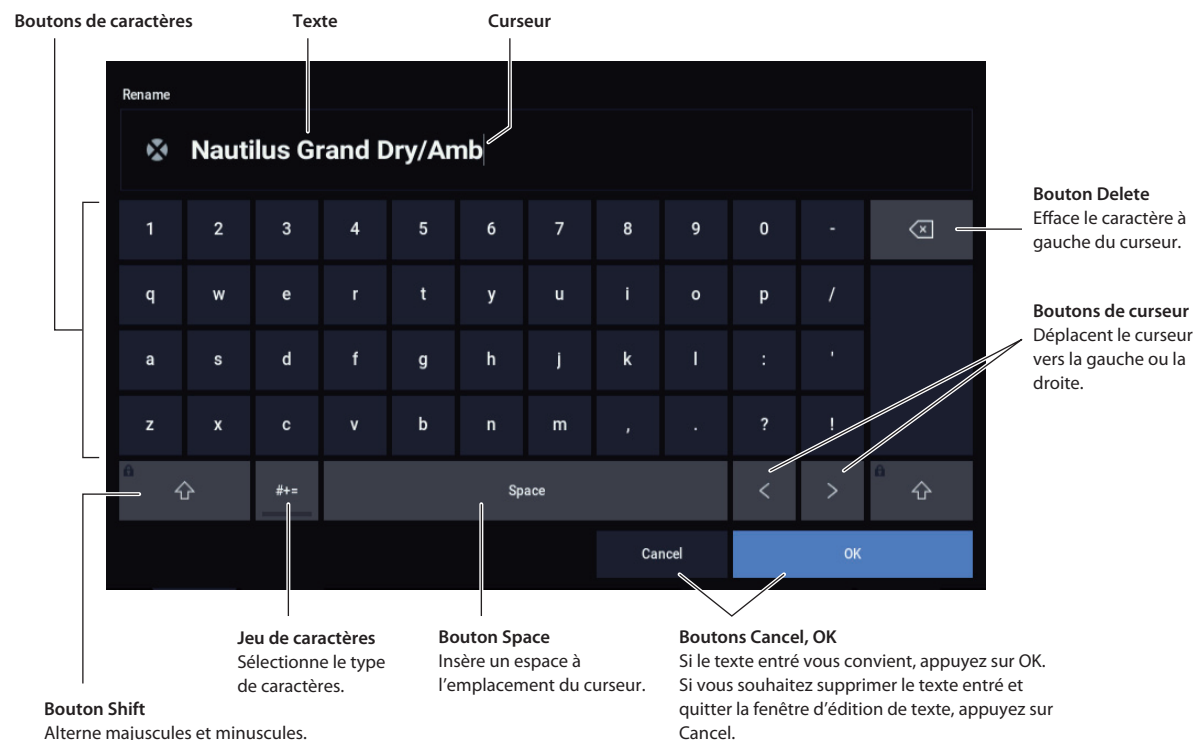 Boutons de caractères
Texte
Curseur
Rename
Nautilus Grand Dry/Amb
1 2 3 4 5 6 7 8 9 0 -
q w e r t y u i o p /
a s d f g h j k l : '
z x c v b n m , . ? !
#+= Space < >
Cancel OK
Bouton Delete
Efface le caractère à
gauche du curseur.
Boutons de curseur
Déplacent le curseur
vers la gauche ou la
droite.
Jeu de caractères
Sélectionne le type
de caractères.
Bouton Space
Insère un espace à
l’emplacement du curseur.
Boutons Cancel, OK
Si le texte entré vous convient, appuyez sur OK.
Si vous souhaitez supprimer le texte entré et
quitter la fenêtre d’édition de texte, appuyez sur
Cancel.
Bouton Shift
Alterne majuscules et minuscules.